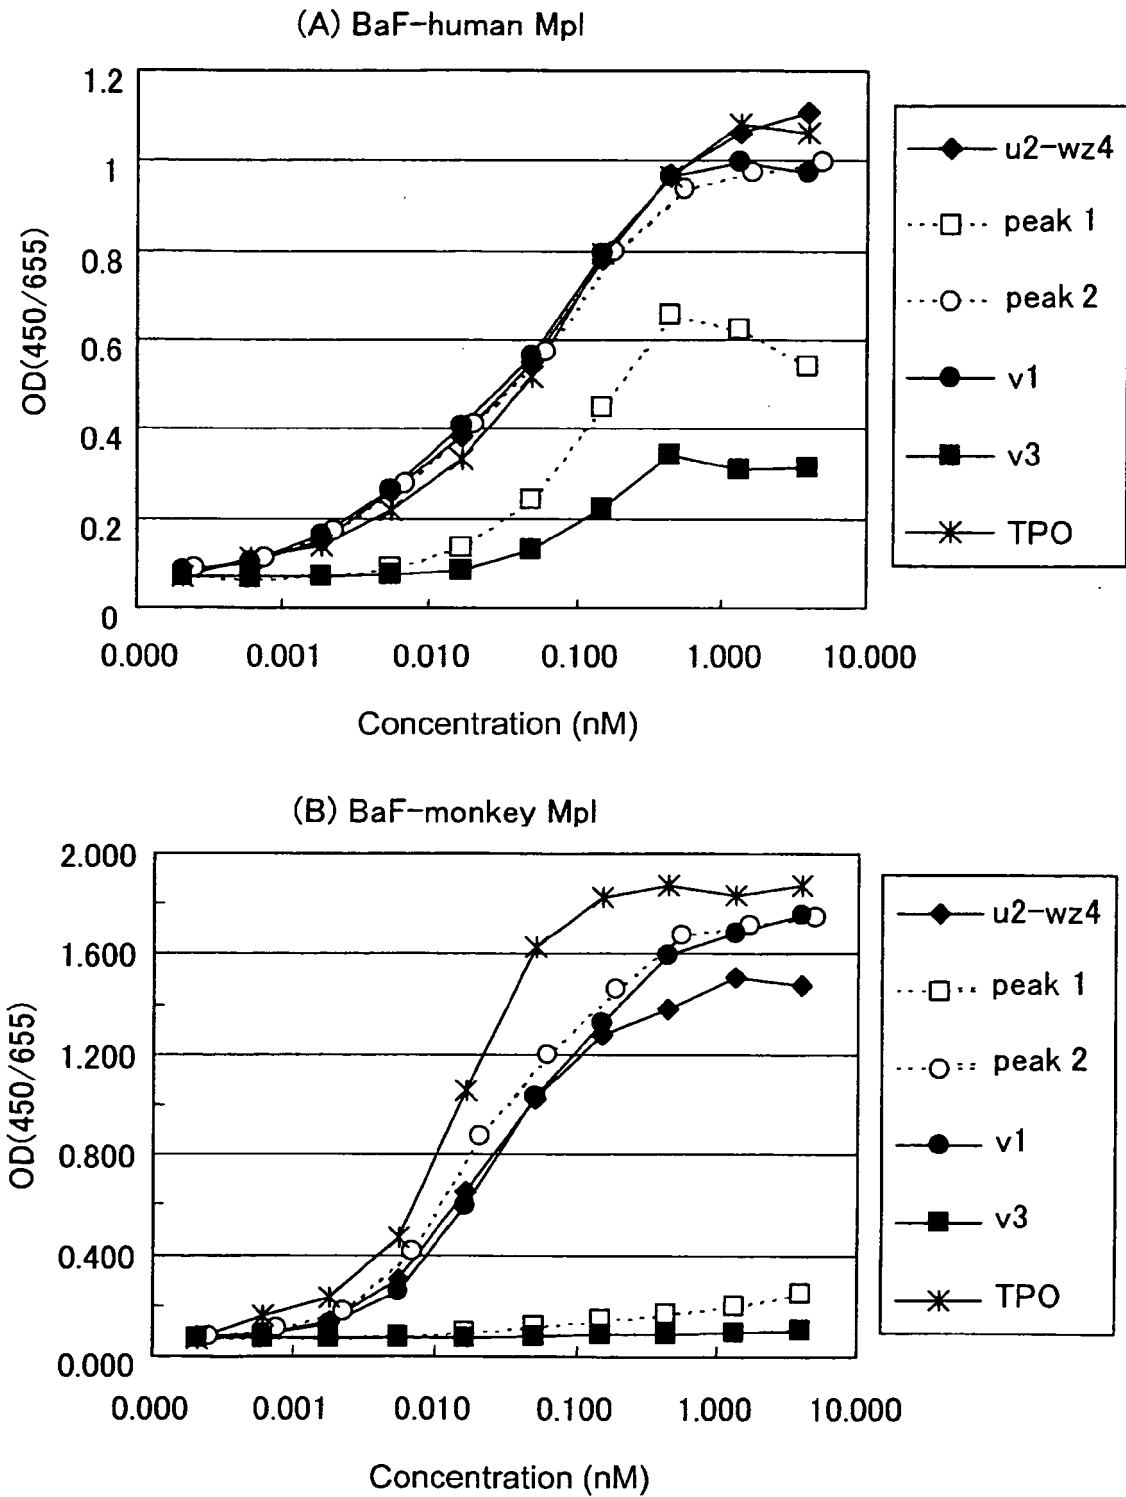 (A) BaF-human Mpl
OD(450/655)
1.2
1
0.8
0.6
0.4
0.2
0
0.000 0.001 0.010 0.100 1.000 10.000
Concentration (nM)
u2-wz4
peak 1
peak 2
v1
v3
TPO
(B) BaF-monkey Mpl
OD(450/655)
2.000
1.600
1.200
0.800
0.400
0.000
0.000 0.001 0.010 0.100 1.000 10.000
Concentration (nM)
u2-wz4
peak 1
peak 2
v1
v3
TPO